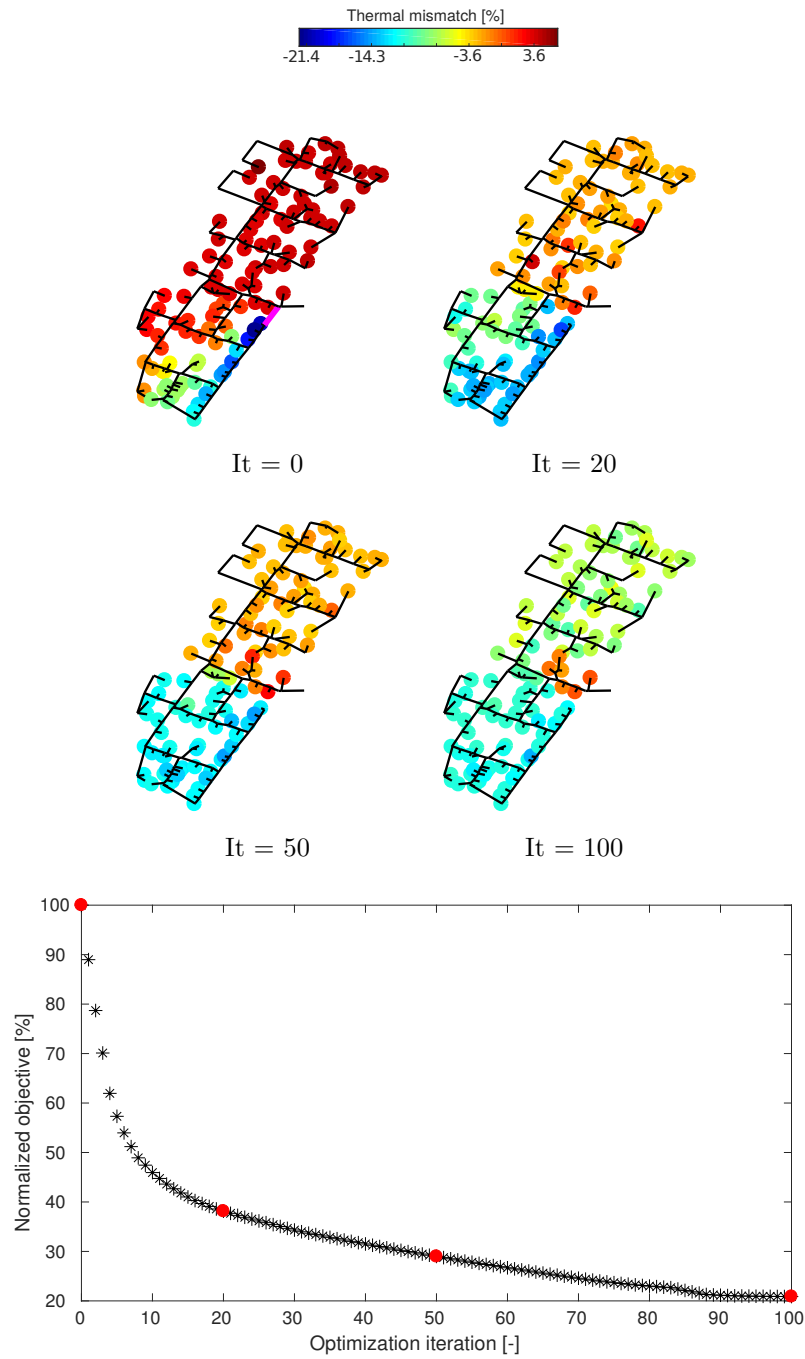 Thermal mismatch [%]
-21.4 -14.3 -3.6 3.6
It = 0 It = 20
It = 50 It = 100
Normalized objective [%]
100
90
80
70
60
50
40
30
20
0 10 20 30 40 50 60 70 80 90 100
Optimization iteration [-]